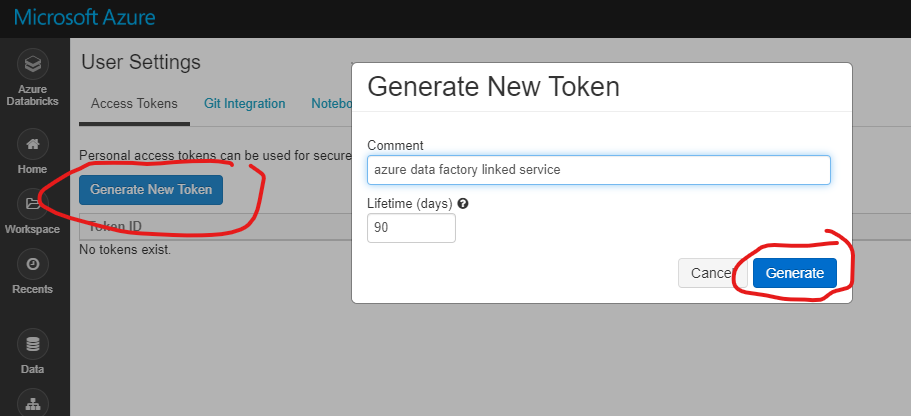 Microsoft Azure
Azure
Databricks
Home
Workspace
Recents
Data
User Settings
Access Tokens
Git Integration
Notebo
Personal access tokens can be used for secure
Generate New Token
Token ID
No tokens exist.
Generate New Token
Comment
azure data factory linked service
Lifetime (days)
90
Cancel
Generate